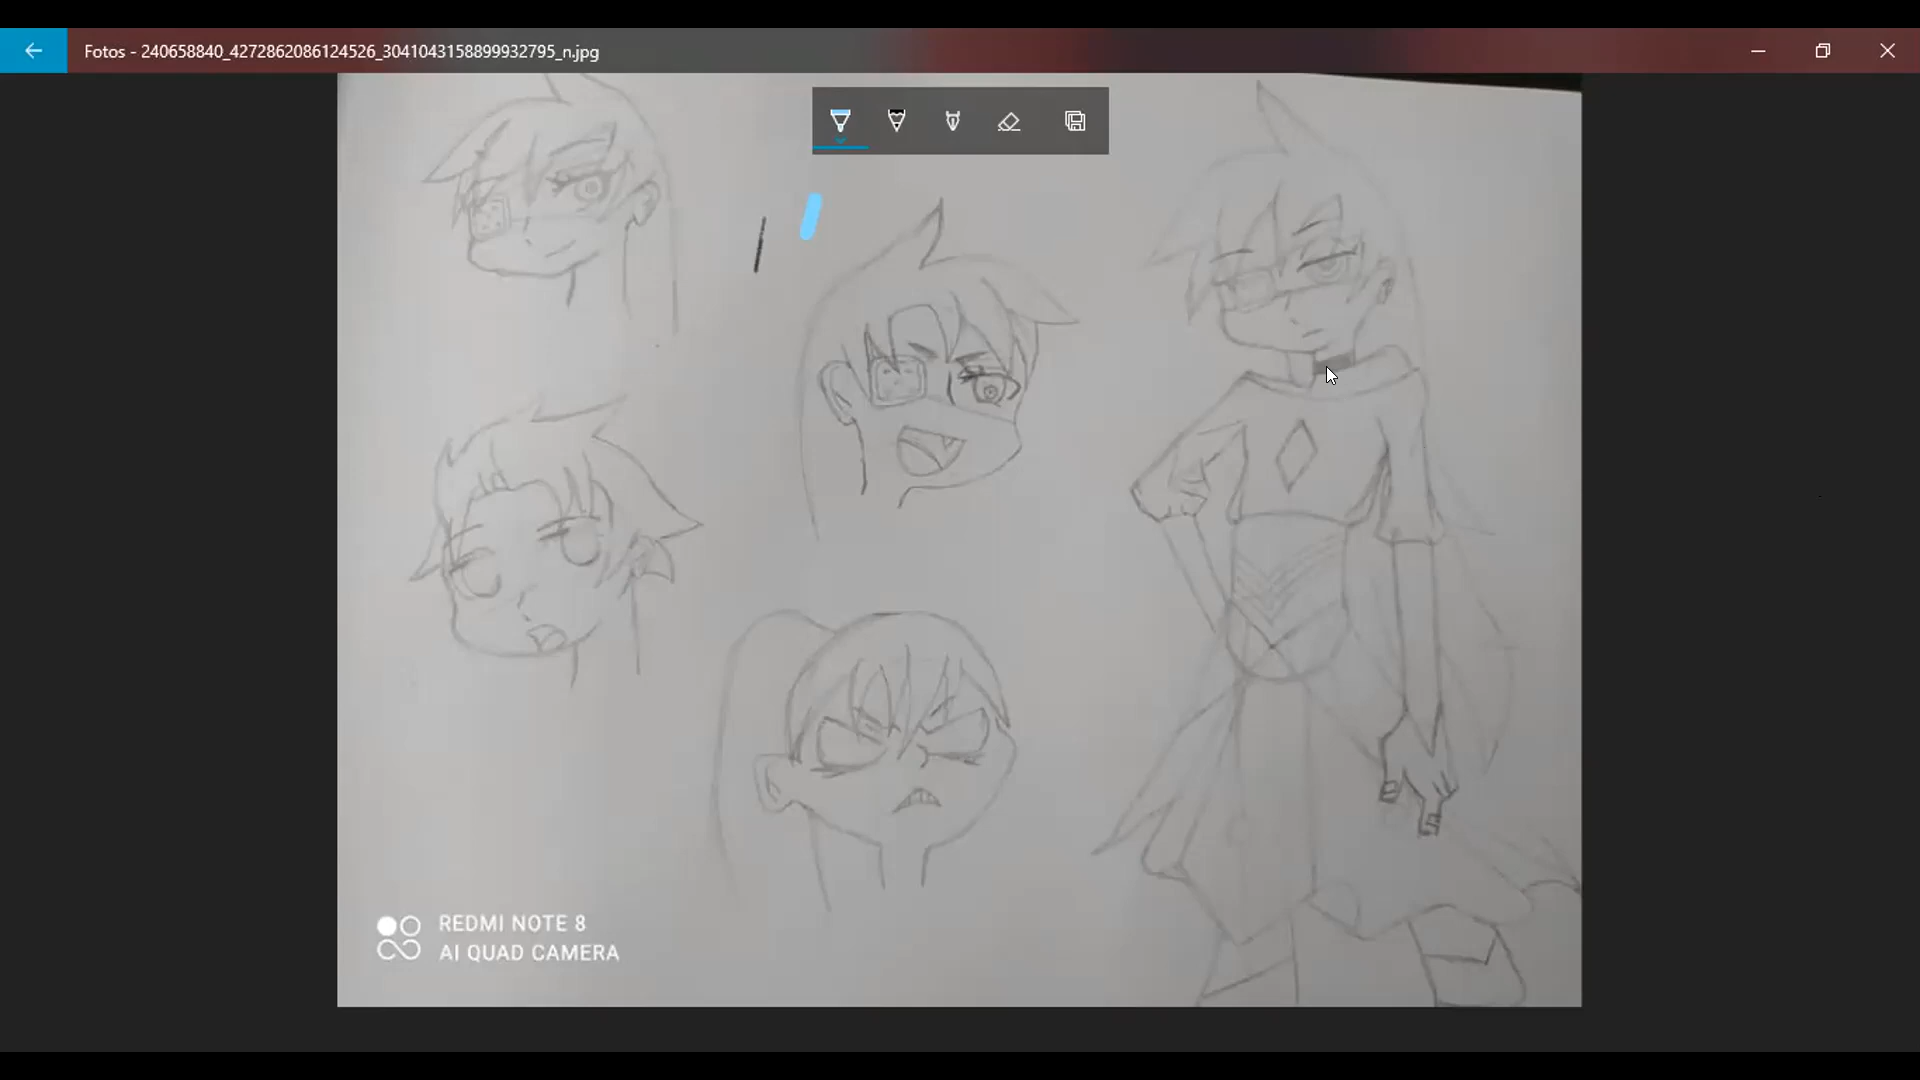 Fotos - 240658840_4272862086124526_3041043158899932795_n.jpg
REDMI NOTE 8
AI QUAD CAMERA